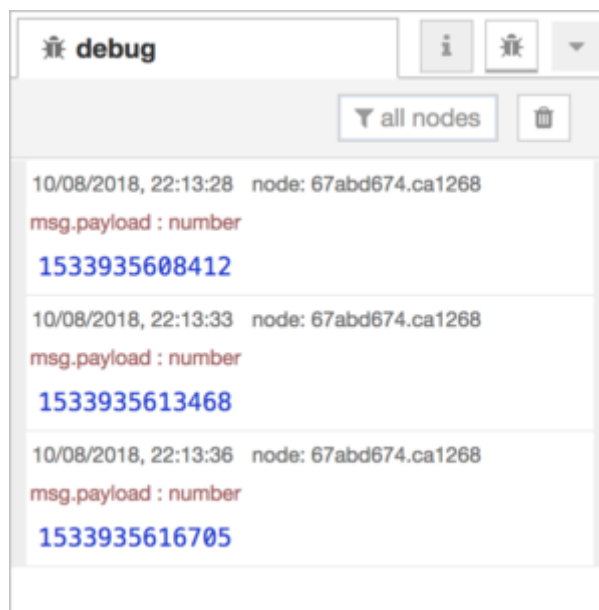 debug
i
all nodes
10/08/2018, 22:13:28 node: 67abd674.ca1268
msg.payload : number
1533935608412
10/08/2018, 22:13:33 node: 67abd674.ca1268
msg.payload : number
1533935613468
10/08/2018, 22:13:36 node: 67abd674.ca1268
msg.payload : number
1533935616705